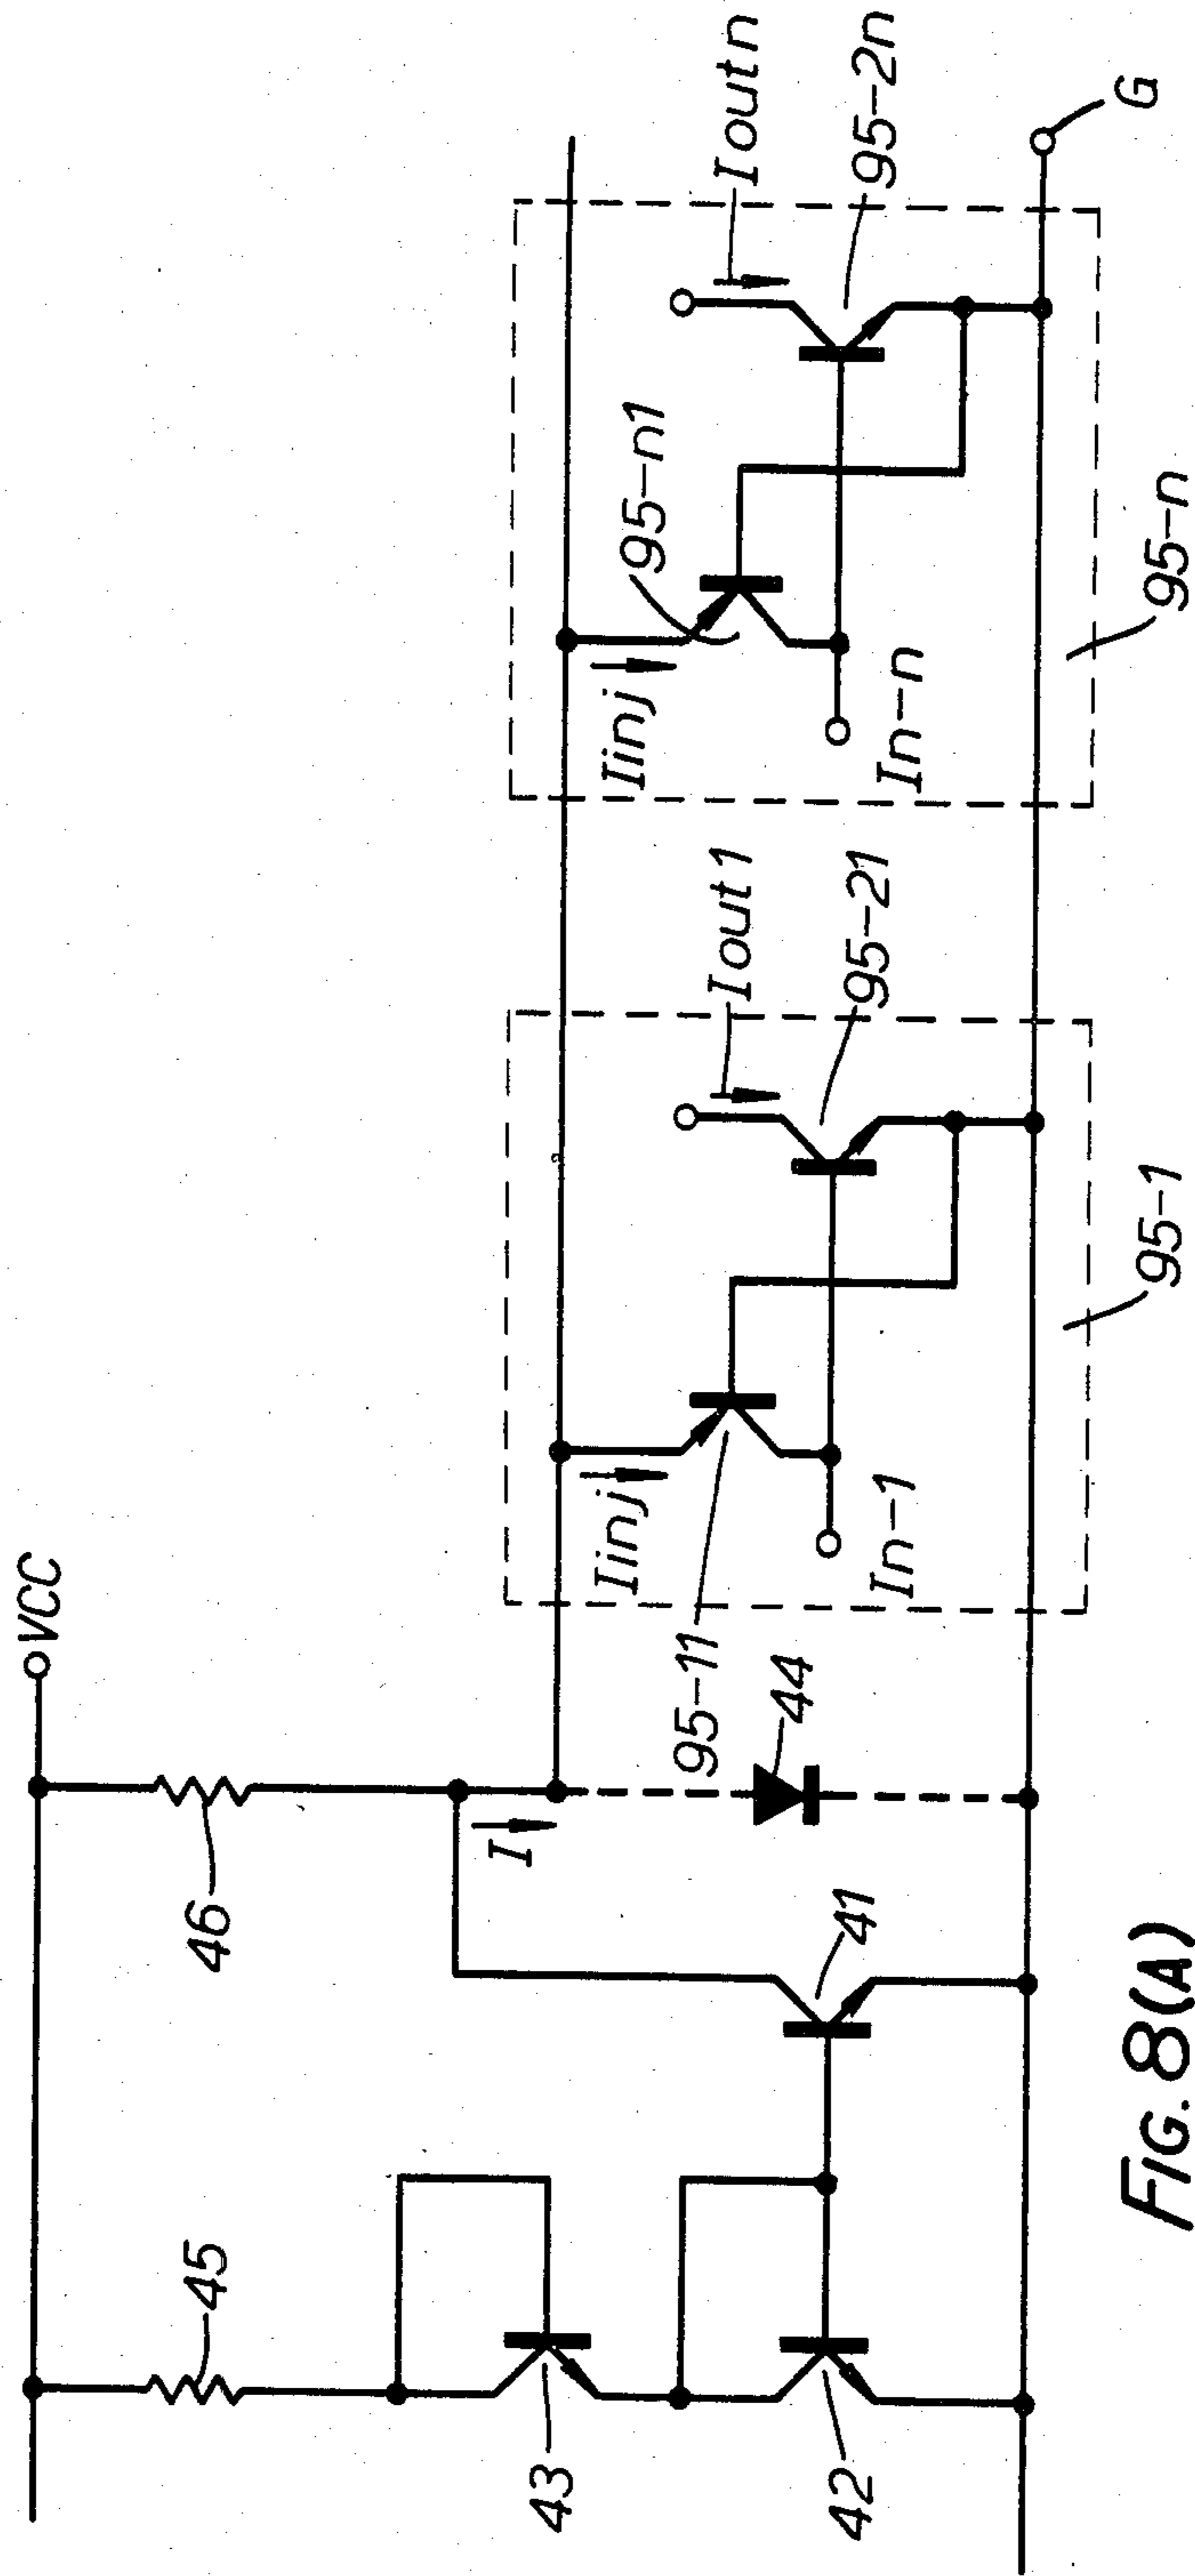 VCC
45
46
43
42
41
I
44
95-11
Iinj
In-1
Iout1
95-21
95-1
Iinj
95-n1
In-n
Ioutn
95-2n
95-n
G
FIG. 8(A)